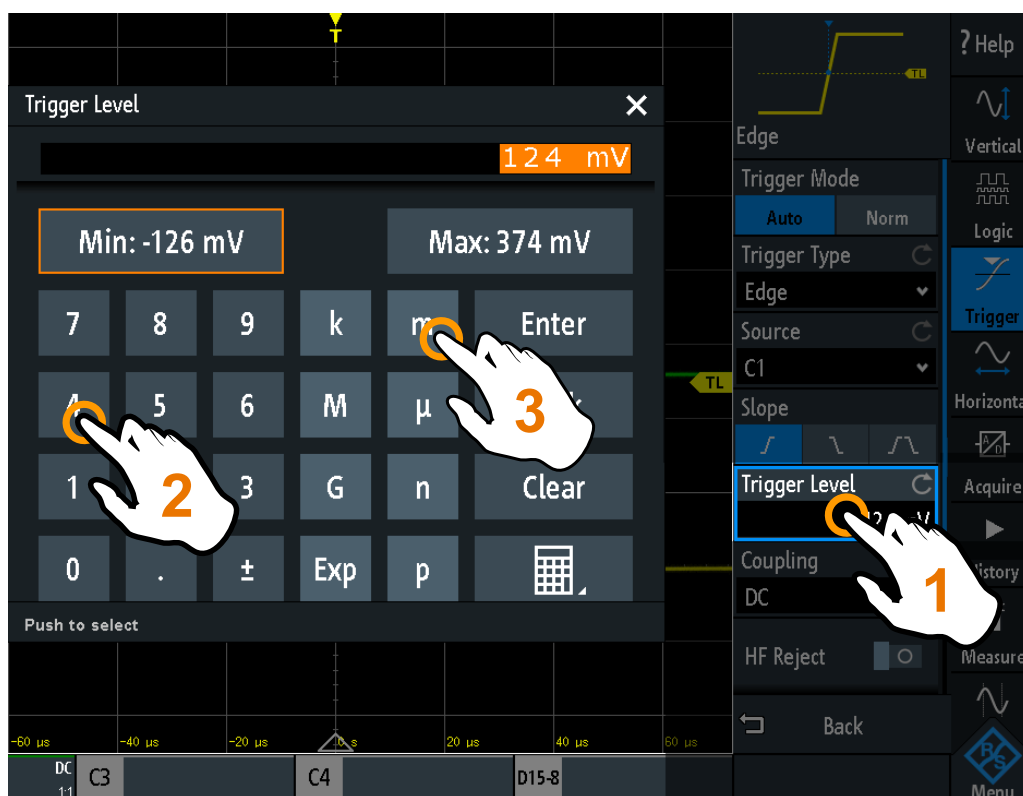 T
Trigger Level
124 mV
Min: -126 mV
Max: 374 mV
7 8 9 k m Enter
4 5 6 M µ
1 3 G n Clear
0 . ± Exp p
Push to select
2
3
TL
-60 µs -40 µs -20 µs 0 s 20 µs 40 µs 60 µs
DC
1:1
C3
C4
D15-8
TL
Edge
Trigger Mode
Auto Norm
Trigger Type
Edge
Source
C1
Slope
Trigger Level
Coupling
DC
1
HF Reject
Back
? Help
Vertical
Logic
Trigger
Horizonta
A
D
Acquire
History
Measure
R
S
Menu